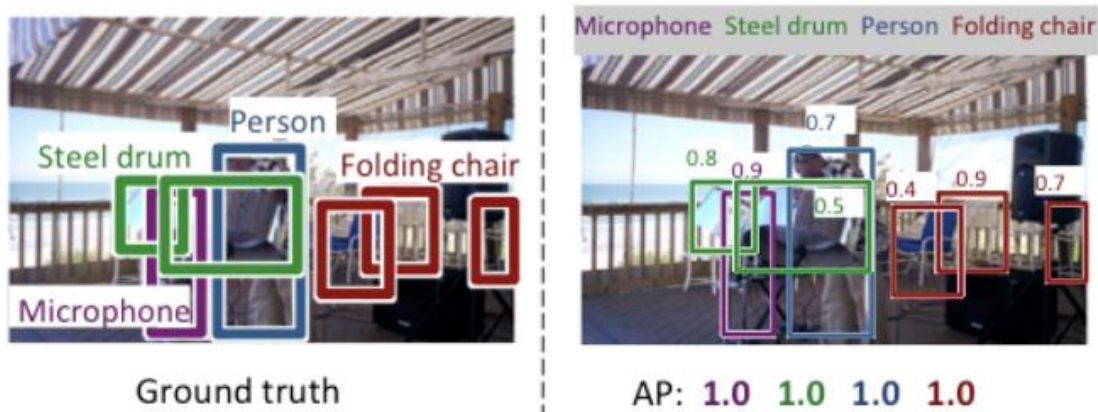 Person
Steel drum
Folding chair
Microphone
Ground truth
Microphone Steel drum Person Folding chair
0.7
0.8
0.9
0.4
0.9
0.7
0.5
AP: 1.0 1.0 1.0 1.0